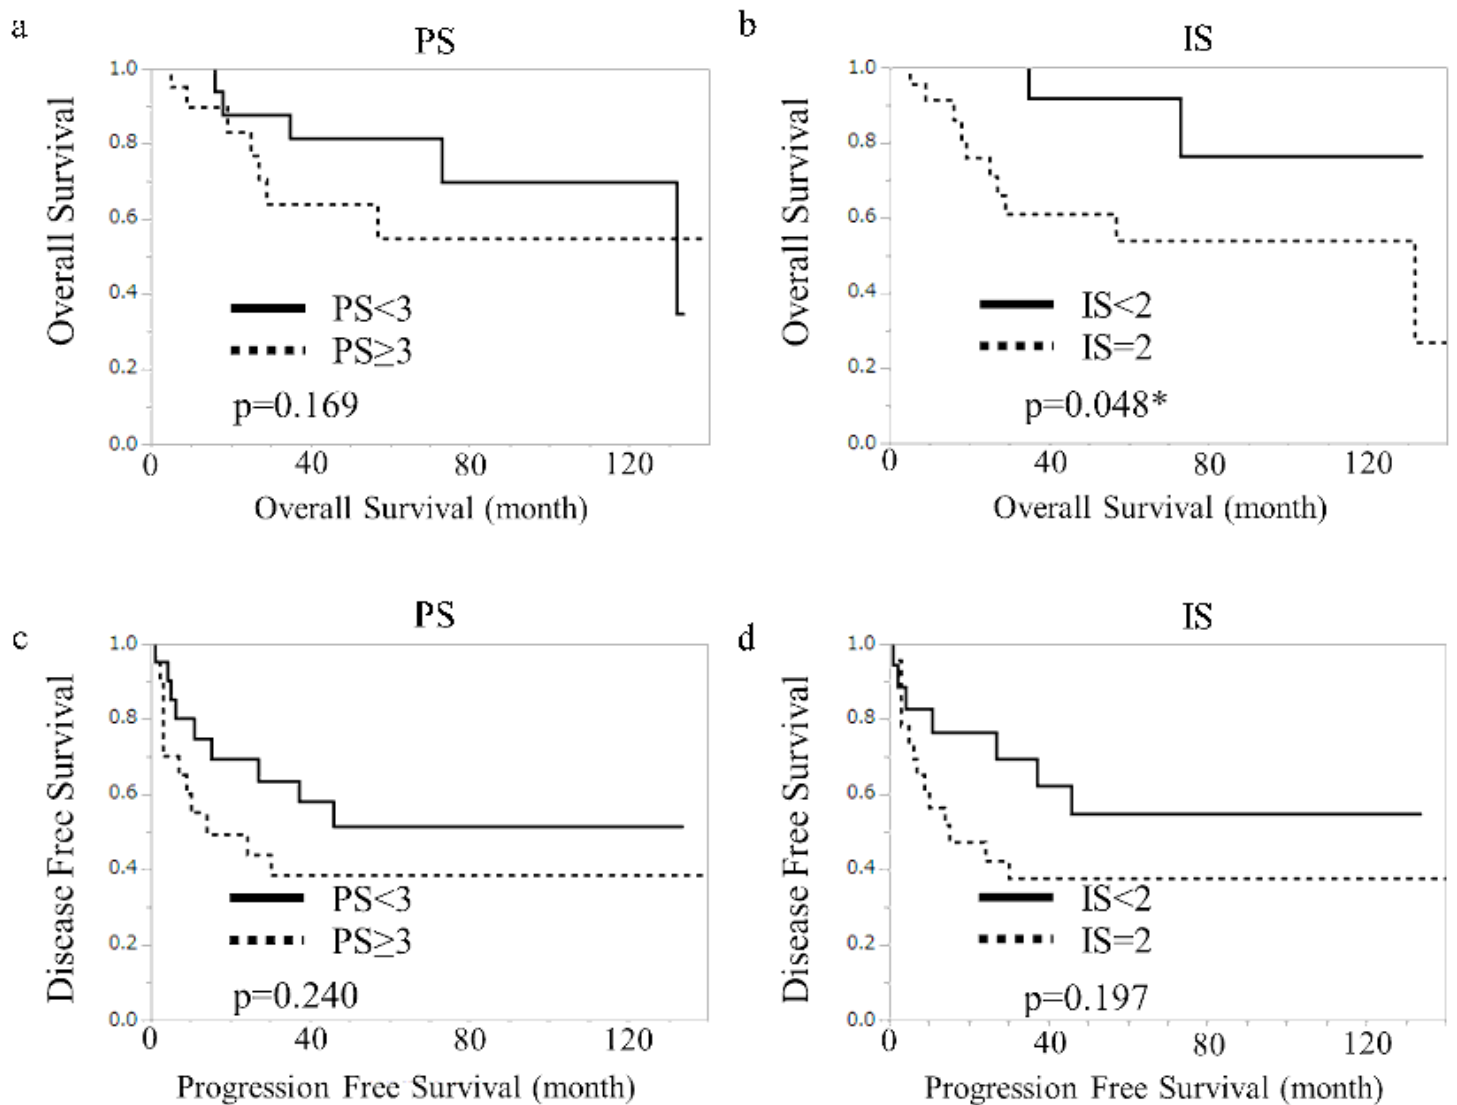 a
PS
Overall Survival
1.0
0.8
0.6
0.4
0.2
0.0
PS<3
PS≥3
p=0.169
0 40 80 120
Overall Survival (month)
b
IS
Overall Survival
1.0
0.8
0.6
0.4
0.2
0.0
IS<2
IS=2
p=0.048*
0 40 80 120
Overall Survival (month)
c
PS
Disease Free Survival
1.0
0.8
0.6
0.4
0.2
0.0
PS<3
PS≥3
p=0.240
0 40 80 120
Progression Free Survival (month)
d
IS
Disease Free Survival
1.0
0.8
0.6
0.4
0.2
0.0
IS<2
IS=2
p=0.197
0 40 80 120
Progression Free Survival (month)